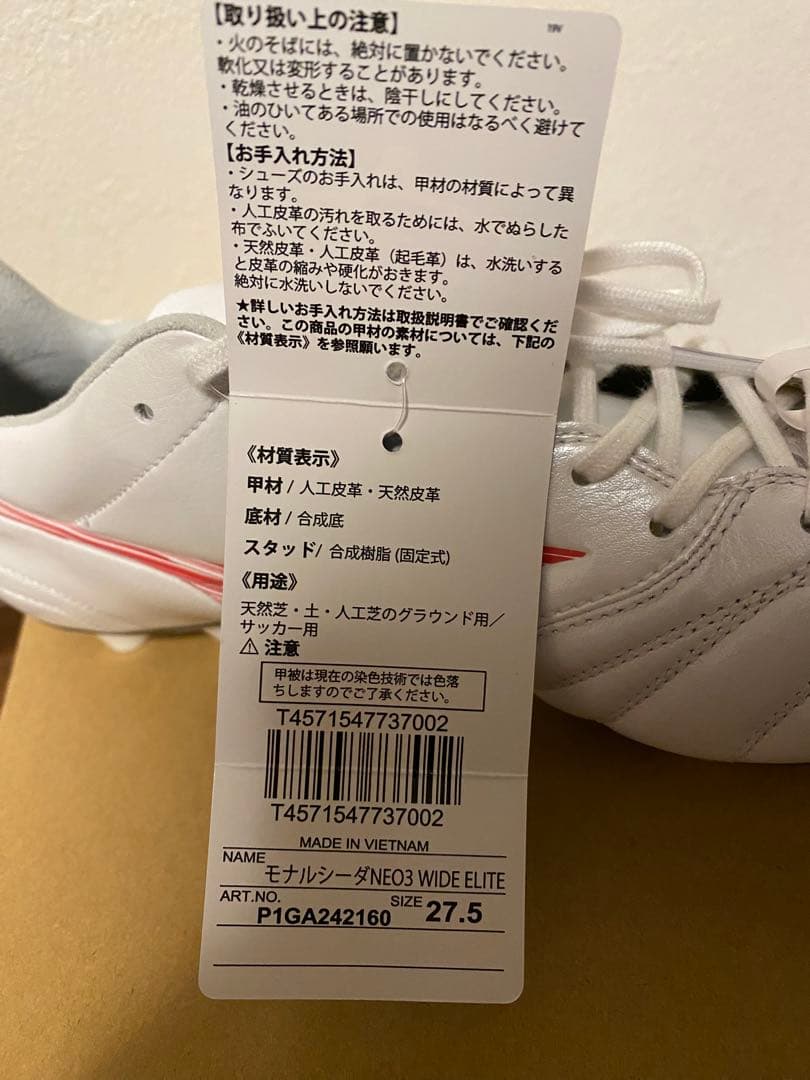 【取り扱い上の注意】
19V
・火のそばには、絶対に置かないでください。
軟化又は変形することがあります。
・乾燥させるときは、陰干しにしてください。
・油のひいてある場所での使用はなるべく避けて
ください。
【お手入れ方法】
・シューズのお手入れは、甲材の材質によって異
なります。
・人工皮革の汚れを取るためには、水でぬらした
布でふいてください。
・天然皮革・人工皮革（起毛革）は、水洗いする
と皮革の縮みや硬化がおきます。
絶対に水洗いしないでください。
★詳しいお手入れ方法は取扱説明書でご確認くだ
さい。この商品の甲材の素材については、下記の
《材質表示》を参照願います。
《材質表示》
甲材 / 人工皮革・天然皮革
底材 / 合成底
スタッド/ 合成樹脂 (固定式)
《用途》
天然芝・土・人工芝のグラウンド用／
サッカー用
⚠ 注意
甲被は現在の染色技術では色落
ちしますのでご了承ください。
T4571547737002
T4571547737002
MADE IN VIETNAM
NAME モナルシーダNEO3 WIDE ELITE
ART.NO. P1GA242160 SIZE 27.5